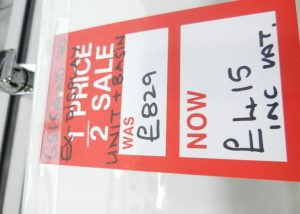 EX DISPLAY
UNIT + BASIN
1/2 PRICE
SALE
WAS
£829
NOW
£415
INC VAT.